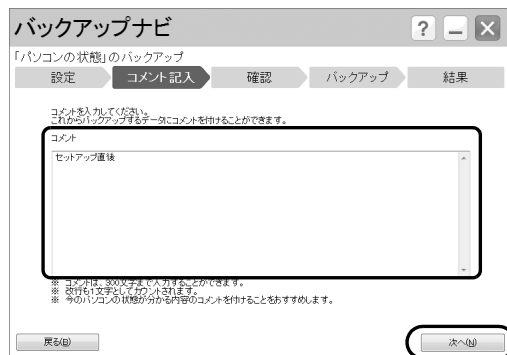 バックアップナビ
? - ×
「パソコンの状態」のバックアップ
設定 コメント記入 確認 バックアップ 結果
コメントを入力してください。
これからバックアップするデータにコメントを付けることができます。
コメント
セットアップ直後
※ コメントは、300文字まで入力することができます。
※ 改行も1文字としてカウントされます。
※ 今のパソコンの状態が分かる内容のコメントを付けることをおすすめします。
戻る(B) 次へ(N)